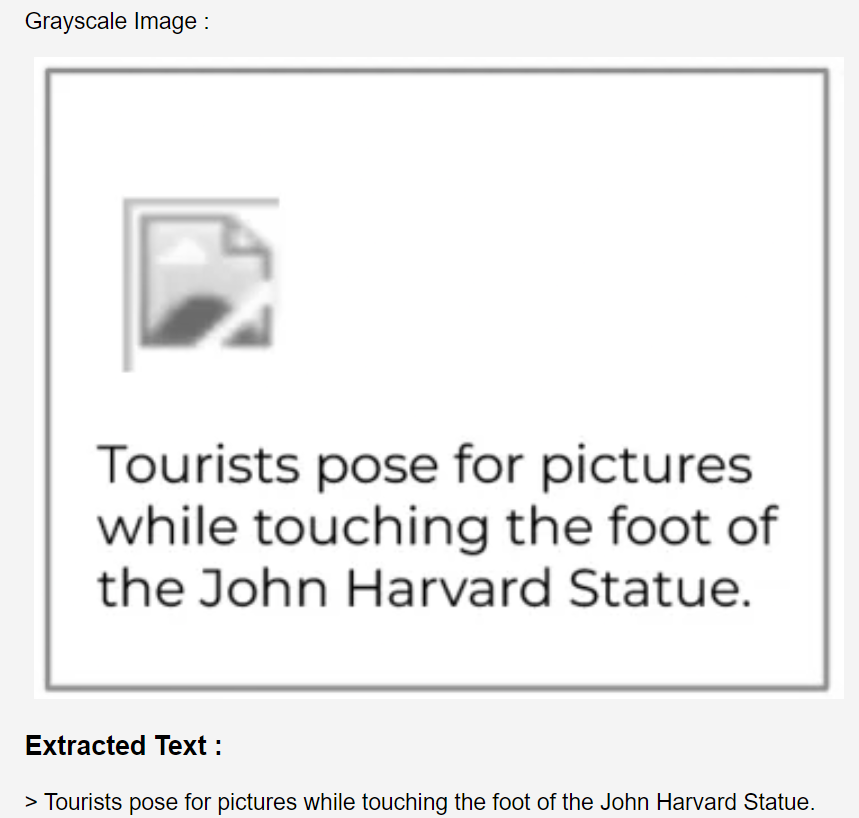 Grayscale Image :
Tourists pose for pictures
while touching the foot of
the John Harvard Statue.
Extracted Text :
> Tourists pose for pictures while touching the foot of the John Harvard Statue.